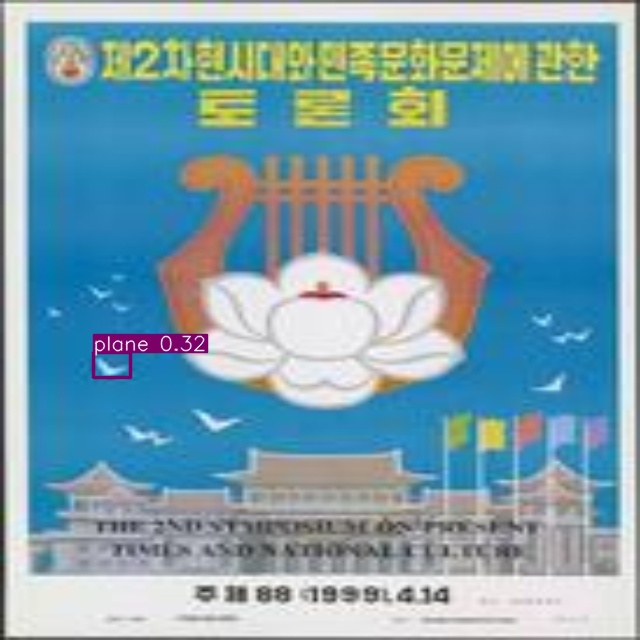 제2차 현시대와 민족문화문제에 관한
토론회
plane 0.32
THE 2ND SYMPOSIUM ON PRESENT
TIMES AND NATIONAL CULTURE
주체88(1999).4.14